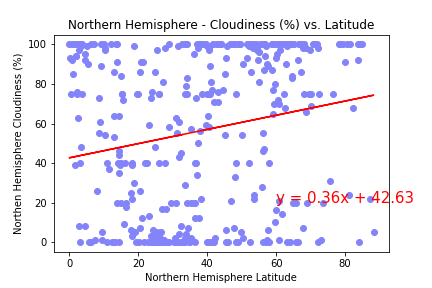 Northern Hemisphere - Cloudiness (%) vs. Latitude
Northen Hemisphere Cloudiness (%)
100
80
60
40
20
0
y = 0.36x + 42.63
0
20
40
60
80
Northern Hemisphere Latitude